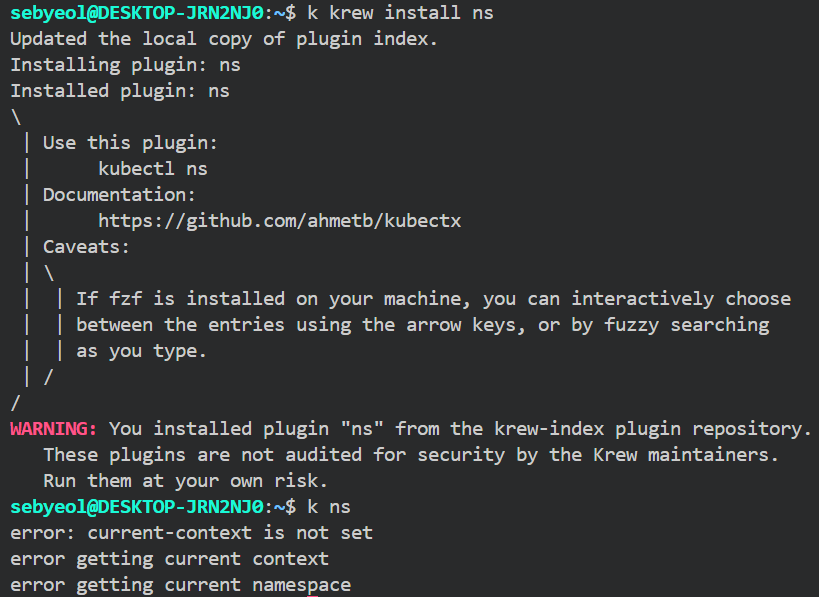 sebyeol@DESKTOP-JRN2NJ0:~$ k krew install ns
Updated the local copy of plugin index.
Installing plugin: ns
Installed plugin: ns
\
 | Use this plugin:
 |      kubectl ns
 | Documentation:
 |      https://github.com/ahmetb/kubectx
 | Caveats:
 | \
 |  | If fzf is installed on your machine, you can interactively choose
 |  | between the entries using the arrow keys, or by fuzzy searching
 |  | as you type.
 | /
/
WARNING: You installed plugin "ns" from the krew-index plugin repository.
   These plugins are not audited for security by the Krew maintainers.
   Run them at your own risk.
sebyeol@DESKTOP-JRN2NJ0:~$ k ns
error: current-context is not set
error getting current context
error getting current namespace